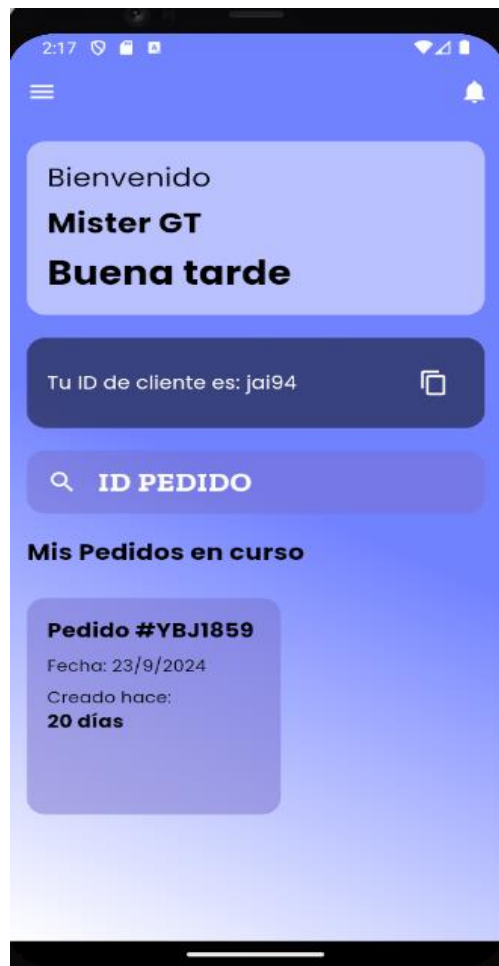 2:17
Bienvenido
Mister GT
Buena tarde
Tu ID de cliente es: jai94
ID PEDIDO
Mis Pedidos en curso
Pedido #YBJ1859
Fecha: 23/9/2024
Creado hace:
20 días